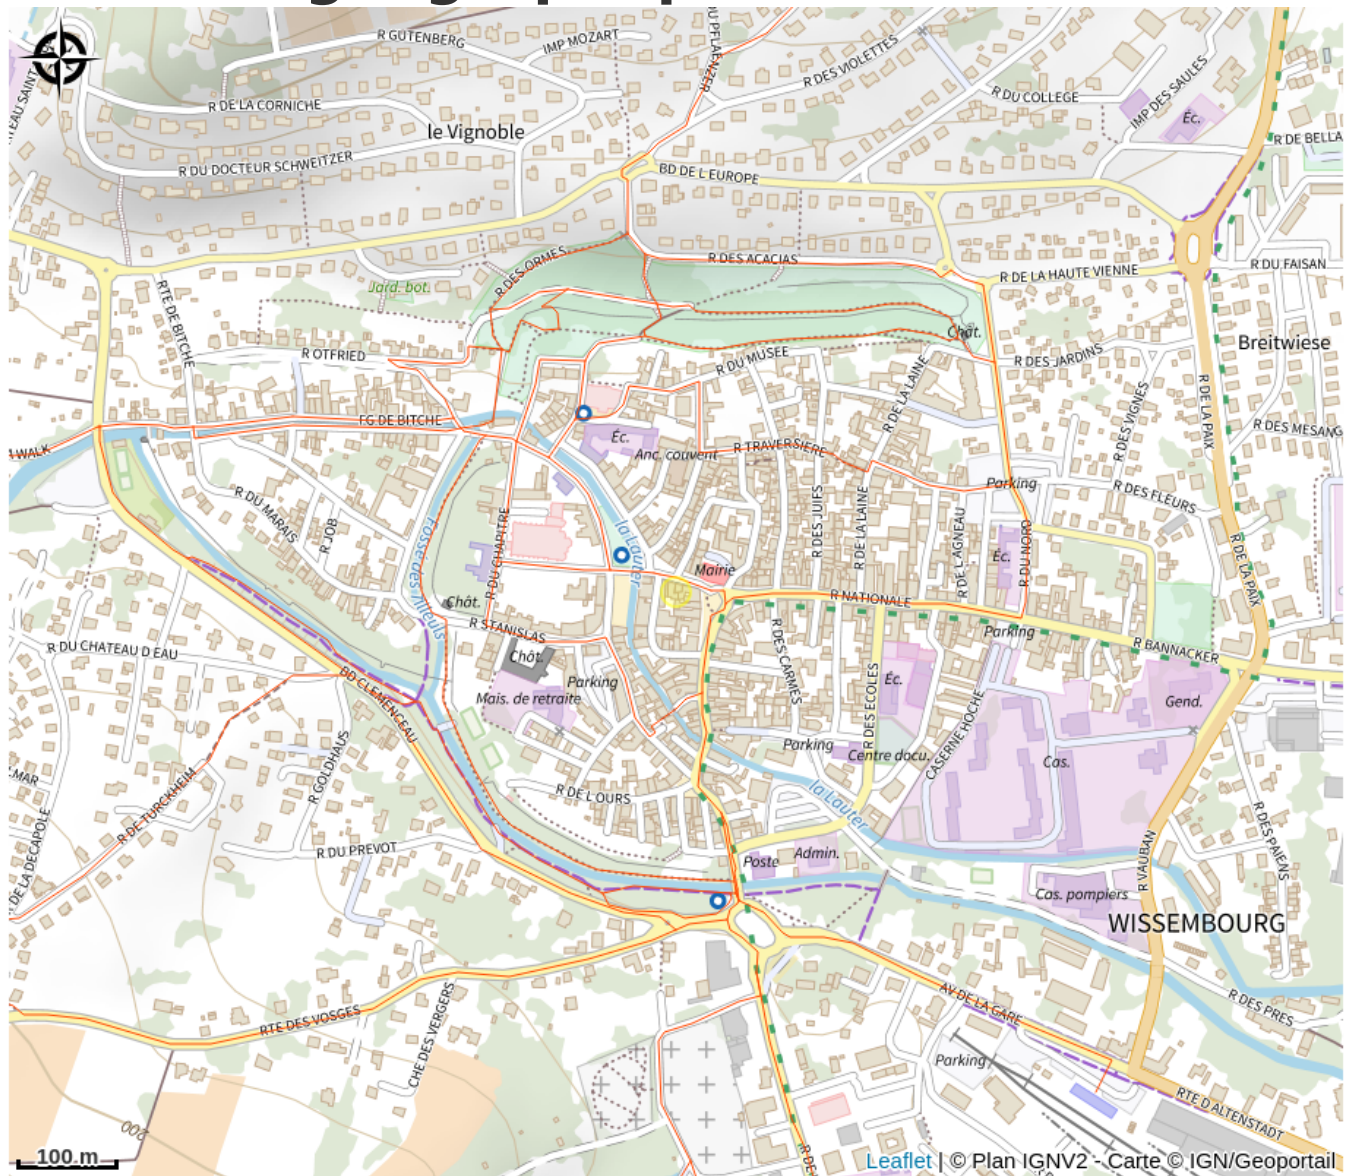 R GUTENBERG
IMP MOZART
R DES VIOLETTES
R DU COLLEGE
IMP DES SAULES
Éc.
R DE LA CORNICHE
le Vignoble
R DU DOCTEUR SCHWEITZER
BD DE L'EUROPE
R DE BELLA
R DES ORMES
R DES ACACIAS
R DE LA HAUTE VIENNE
R DU FAISAN
Jard. bot.
RTE DE BITCHE
Chât.
R OTFRIED
R DU MUSEE
R DES JARDINS
Breitwiese
R DE LA LAINE
R DES VIGNES
R DE LA PAIX
FG DE BITCHE
Éc.
Anc. couvent
R TRAVERSIERE
R DES MESANG
WALK
Parking
R DES FLEURS
R DU MARAIS
R JOB
Fossé des Tilleuls
R DU CHAPITRE
la Lauter
R DES JUIFS
R DE LA LAINE
R DE L'AGNEAU
Éc.
R DU NORD
R DE LA PAIX
Mairie
Chât.
R NATIONALE
R STANISLAS
Parking
R BANNACKER
R DU CHATEAU D EAU
Chât.
R DES CARMES
R DES ECOLES
Éc.
BD CLEMENCEAU
Parking
Mais. de retraite
Gend.
R GOLDHAUS
Parking
Centre docu.
CASERNE HOCHE
Cas.
R DE TURCKHEIM
R DE L'OURS
la Lauter
R DE LA DECAPOLE
R DU PREVOT
Poste
Admin.
R VAUBAN
R DES PAIENS
Cas. pompiers
WISSEMBOURG
RTE DES VOSGES
CHE DES VERGERS
AV DE LA GARE
R DES PRES
Parking
RTE D'ALTENSTADT
200
100 m
Leaflet | © Plan IGNV2 - Carte © IGN/Geoportail